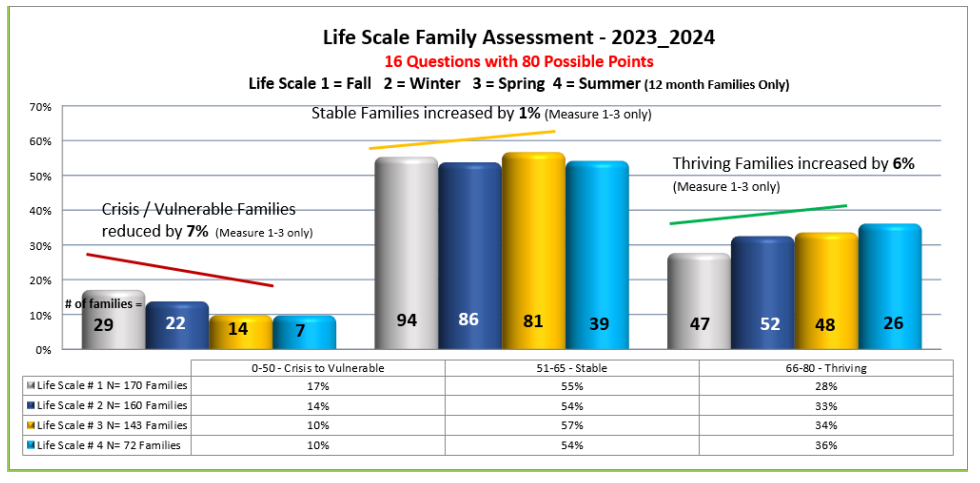 Life Scale Family Assessment - 2023_2024
16 Questions with 80 Possible Points
Life Scale 1 = Fall 2 = Winter 3 = Spring 4 = Summer (12 month Families Only)
70%
60%
50%
40%
30%
20%
10%
0%
Stable Families increased by 1% (Measure 1-3 only)
Thriving Families increased by 6%
(Measure 1-3 only)
Crisis / Vulnerable Families
reduced by 7% (Measure 1-3 only)
# of families =
29 22 14 7 94 86 81 39 47 52 48 26
0-50 - Crisis to Vulnerable 51-65 - Stable 66-80 - Thriving
Life Scale # 1 N= 170 Families 17% 55% 28%
Life Scale # 2 N= 160 Families 14% 54% 33%
Life Scale # 3 N= 143 Families 10% 57% 34%
Life Scale # 4 N= 72 Families 10% 54% 36%